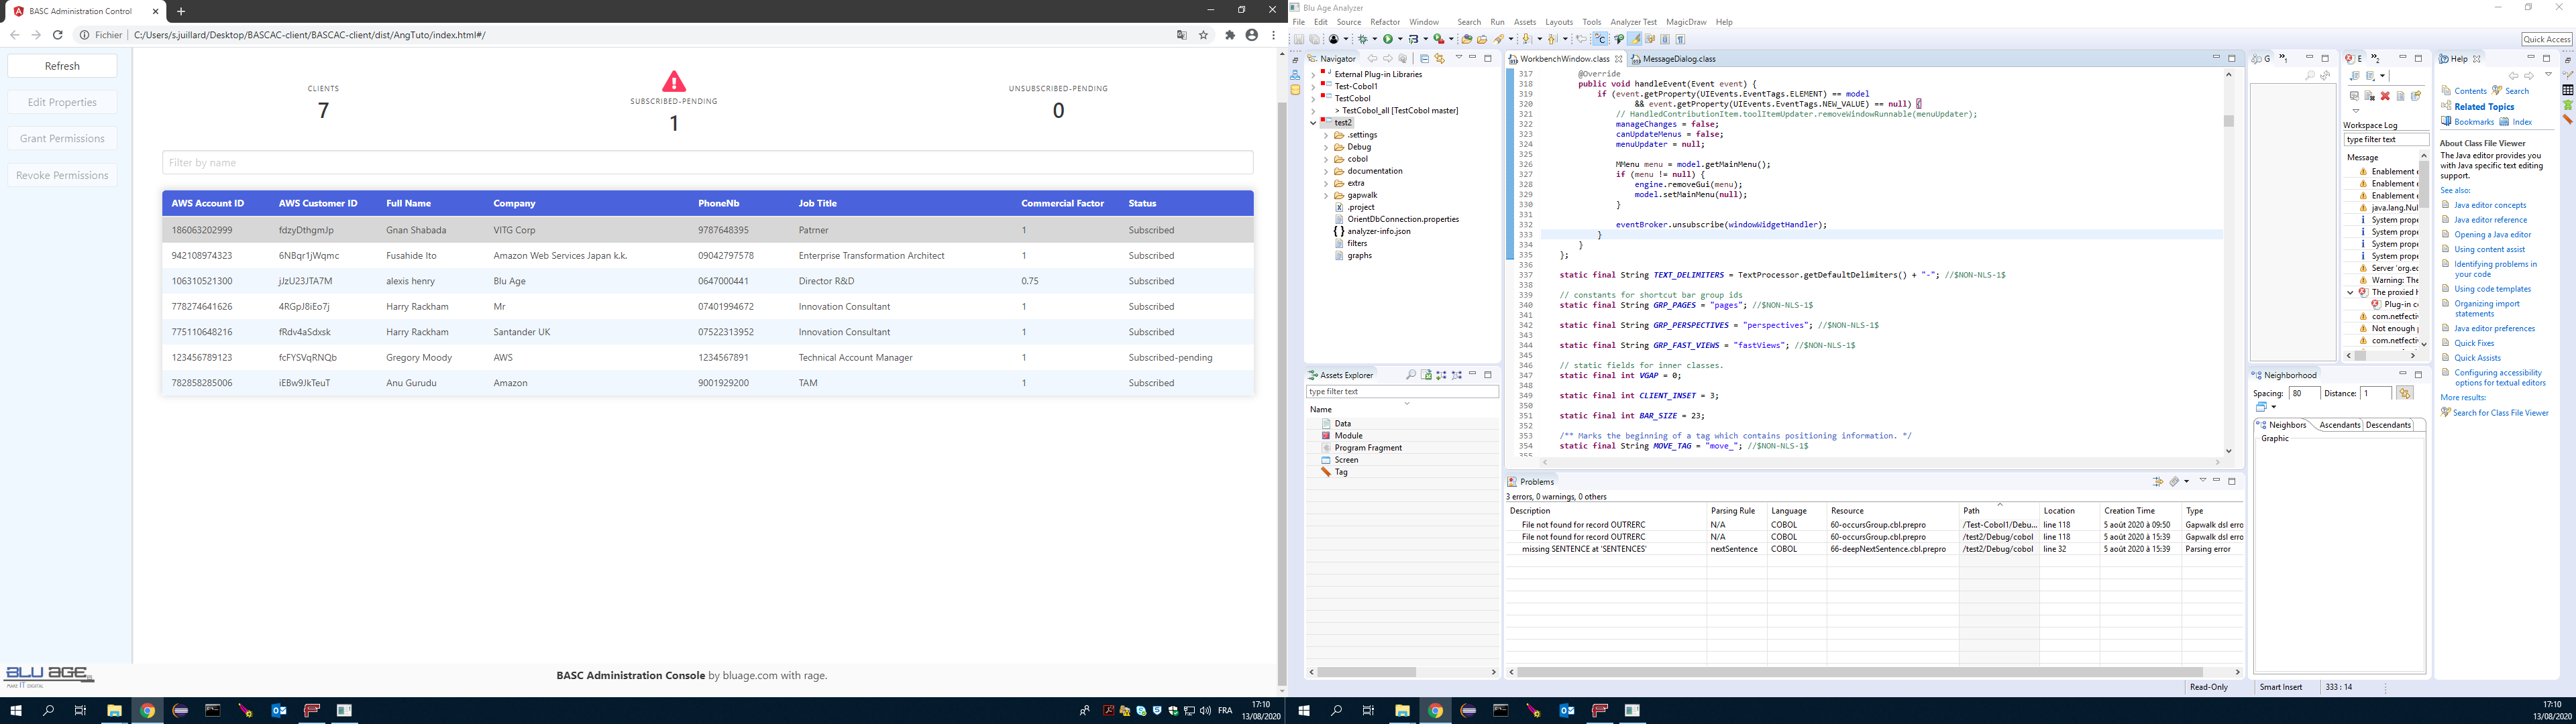 BASC Administration Control
Fichier | C:/Users/s.juillard/Desktop/BASCAC-client/BASCAC-client/dist/AngTuto/index.html#/
Refresh
Edit Properties
Grant Permissions
Revoke Permissions
CLIENTS
7
SUBSCRIBED-PENDING
1
UNSUBSCRIBED-PENDING
0
Filter by name
AWS Account ID AWS Customer ID Full Name Company PhoneNb Job Title Commercial Factor Status
186063202999 fdzyDthgmJp Gnan Shabada VITG Corp 9787648395 Patrner 1 Subscribed
942108974323 6NBqr1jWqmc Fusahide Ito Amazon Web Services Japan k.k. 09042797578 Enterprise Transformation Architect 1 Subscribed
106310521300 jJzU23JTA7M alexis henry Blu Age 0647000441 Director R&D 0.75 Subscribed
778274641626 4RGpJ8iEo7j Harry Rackham Mr 07401994672 Innovation Consultant 1 Subscribed
775110648216 fRdv4aSdxsk Harry Rackham Santander UK 07522313952 Innovation Consultant 1 Subscribed
123456789123 fcFYSVqRNQb Gregory Moody AWS 1234567891 Technical Account Manager 1 Subscribed-pending
782858285006 iEBw9JkTeuT Anu Gurudu Amazon 9001929200 TAM 1 Subscribed
BLU AGE
MAKE IT DIGITAL
BASC Administration Console by bluage.com with rage.
FRA
17:10
13/08/2020
Blu Age Analyzer
File Edit Source Refactor Window Search Run Assets Layouts Tools Analyzer Test MagicDraw Help
Quick Access
Navigator
External Plug-in Libraries
Test-Cobol1
TestCobol
> TestCobol_all [TestCobol master]
test2
.settings
Debug
cobol
documentation
extra
gapwalk
.project
OrientDbConnection.properties
analyzer-info.json
filters
graphs
Assets Explorer
type filter text
Name
Data
Module
Program Fragment
Screen
Tag
WorkbenchWindow.class MessageDialog.class
317 @Override
318 public void handleEvent(Event event) {
319 if (event.getProperty(UIEvents.EventTags.ELEMENT) == model
320 && event.getProperty(UIEvents.EventTags.NEW_VALUE) == null) {
321 // HandledContributionItem.toolItemUpdater.removeWindowRunnable(menuUpdater);
322 manageChanges = false;
323 canUpdateMenus = false;
324 menuUpdater = null;
325
326 MMenu menu = model.getMainMenu();
327 if (menu != null) {
328 engine.removeGui(menu);
329 model.setMainMenu(null);
330 }
331
332 eventBroker.unsubscribe(windowWidgetHandler);
333 }
334 }
335 };
336
337 static final String TEXT_DELIMITERS = TextProcessor.getDefaultDelimiters() + "-"; //$NON-NLS-1$
338
339 // constants for shortcut bar group ids
340 static final String GRP_PAGES = "pages"; //$NON-NLS-1$
341
342 static final String GRP_PERSPECTIVES = "perspectives"; //$NON-NLS-1$
343
344 static final String GRP_FAST_VIEWS = "fastViews"; //$NON-NLS-1$
345
346 // static fields for inner classes.
347 static final int VGAP = 0;
348
349 static final int CLIENT_INSET = 3;
350
351 static final int BAR_SIZE = 23;
352
353 /** Marks the beginning of a tag which contains positioning information. */
354 static final String MOVE_TAG = "move_"; //$NON-NLS-1$
355
Problems
3 errors, 0 warnings, 0 others
Description Parsing Rule Language Resource Path Location Creation Time Type
File not found for record OUTRERC N/A COBOL 60-occursGroup.cbl.prepro /Test-Cobol1/Debu... line 118 5 août 2020 à 09:50 Gapwalk dsl erro
File not found for record OUTRERC N/A COBOL 60-occursGroup.cbl.prepro /test2/Debug/cobol line 118 5 août 2020 à 15:39 Gapwalk dsl erro
missing SENTENCE at 'SENTENCES' nextSentence COBOL 66-deepNextSentence.cbl.prepro /test2/Debug/cobol line 32 5 août 2020 à 15:39 Parsing error
G
E
Workspace Log
type filter text
Message
Enablement e
Enablement e
Enablement e
java.lang.Nul
System prope
System prope
System prope
System prope
Server 'org.ec
Warning: The
The proxied h
Plug-in c
com.netfecti
Not enough
com.netfecti
Neighborhood
Spacing: 80 Distance: 1
Neighbors Ascendants Descendants
Graphic
Help
Contents Search
Related Topics
Bookmarks Index
About Class File Viewer
The Java editor provides you
with Java specific text editing
support.
See also:
Java editor concepts
Java editor reference
Opening a Java editor
Using content assist
Identifying problems in
your code
Using code templates
Organizing import
statements
Java editor preferences
Quick Fixes
Quick Assists
Configuring accessibility
options for textual editors
More results:
Search for Class File Viewer
Read-Only Smart Insert 333 : 14
17:10
13/08/2020